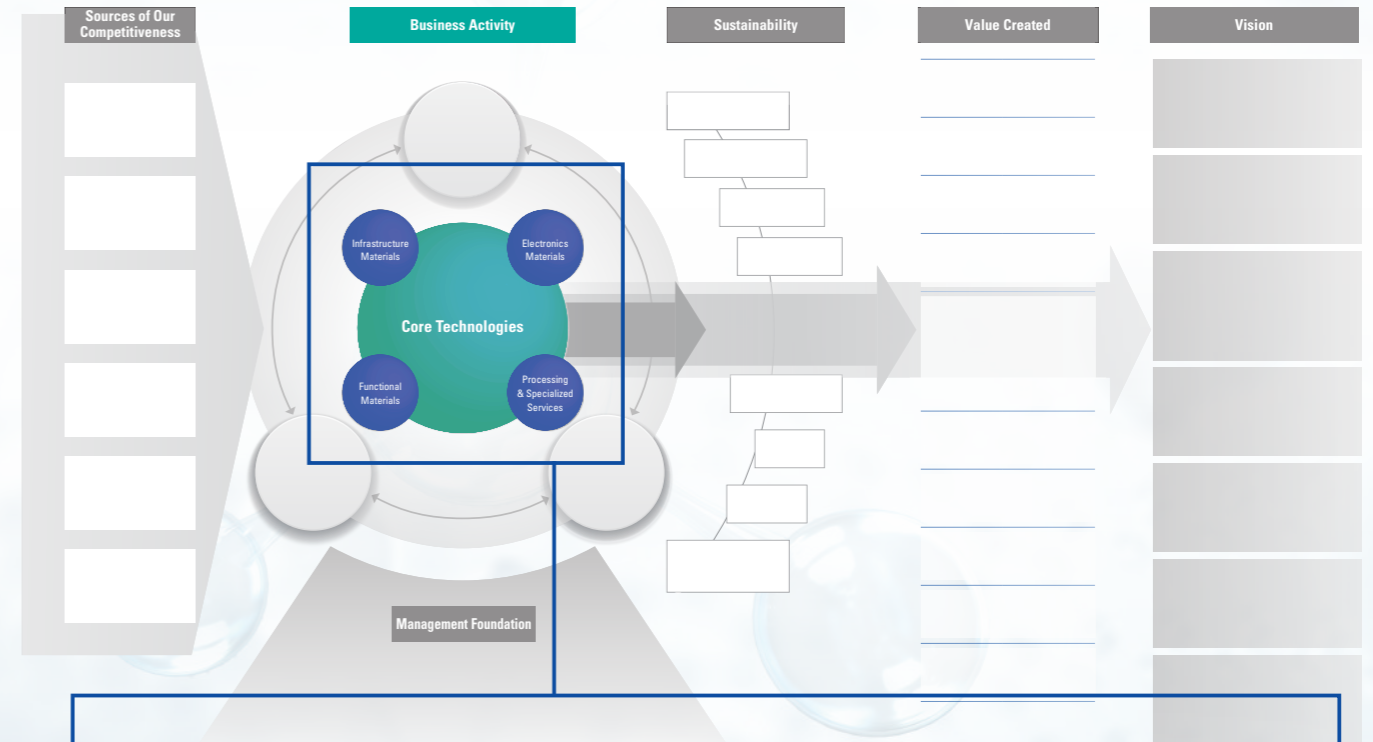 Sources of Our
Competitiveness
Business Activity
Sustainability
Value Created
Vision
Infrastructure
Materials
Electronics
Materials
Core Technologies
Functional
Materials
Processing
& Specialized
Services
Management Foundation